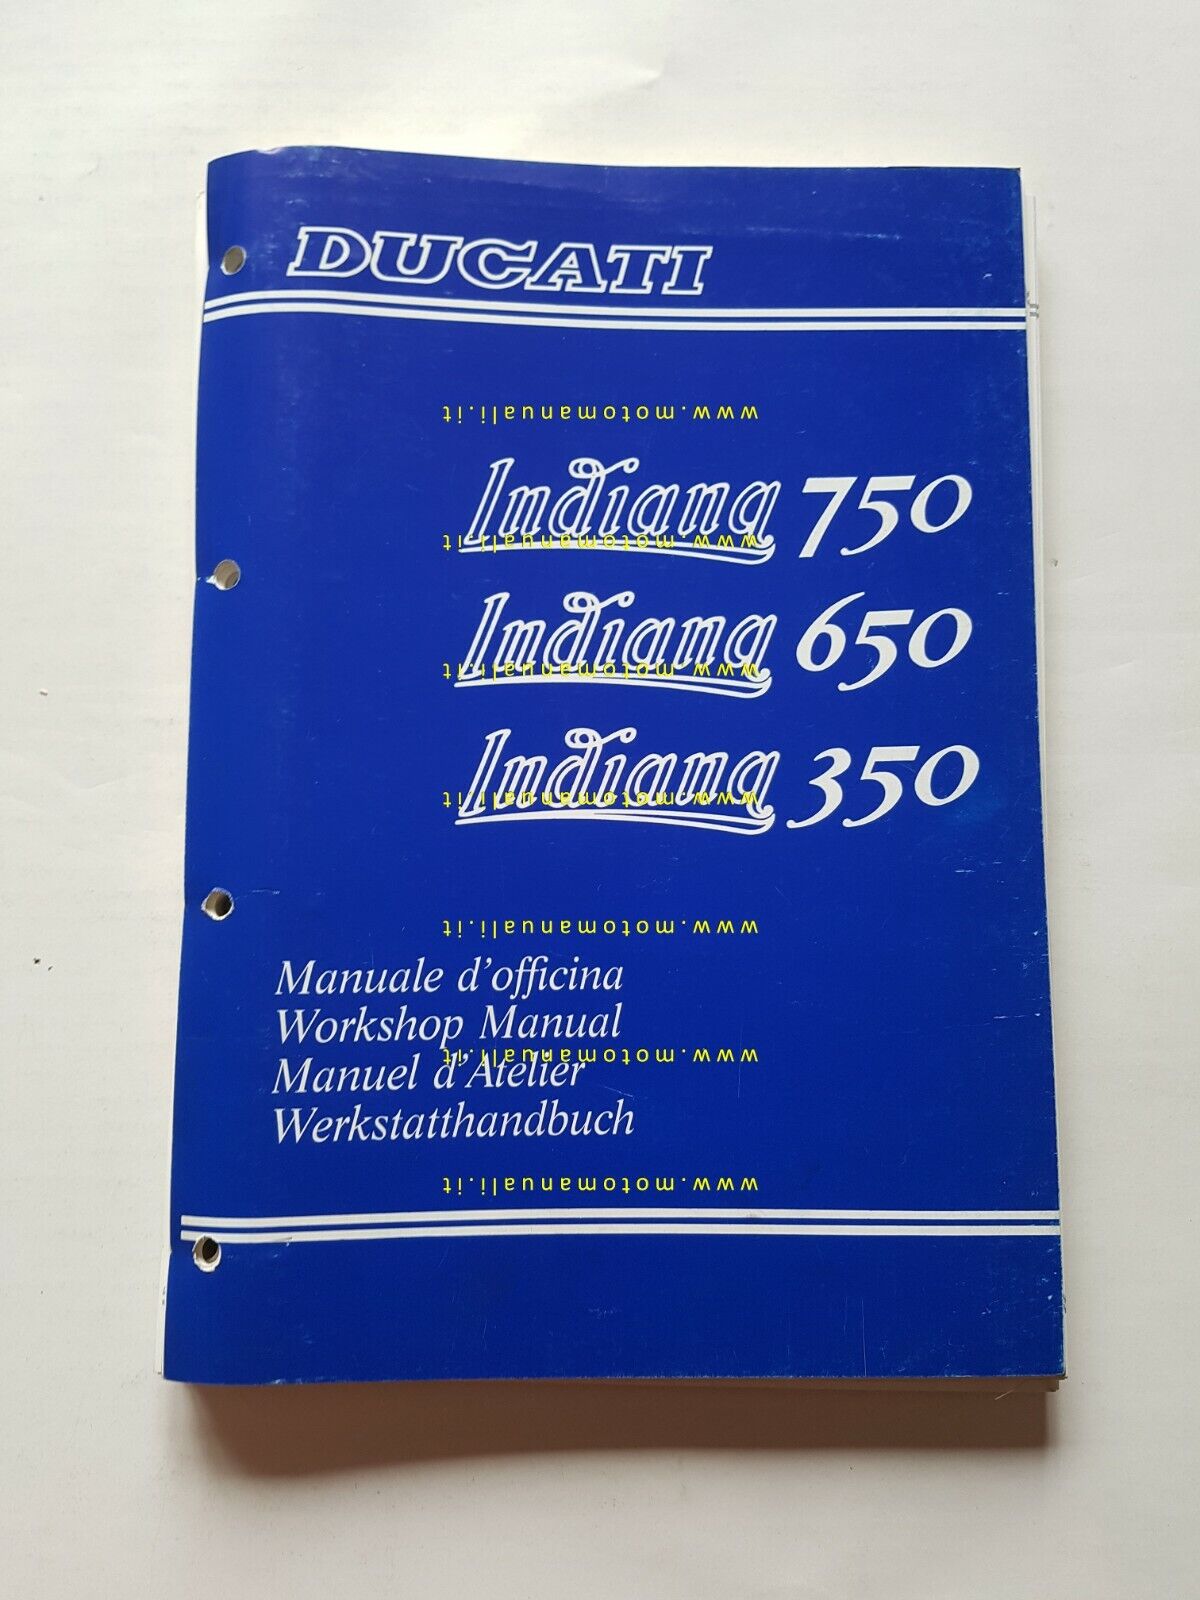 DUCATI
www.motomanuali.it
Indiana 750
www.motomanuali.it
Indiana 650
www.motomanuali.it
Indiana 350
www.motomanuali.it
www.motomanuali.it
Manuale d'officina
Workshop Manual
www.motomanuali.it
Manuel d'Atelier
Werkstatthandbuch
www.motomanuali.it